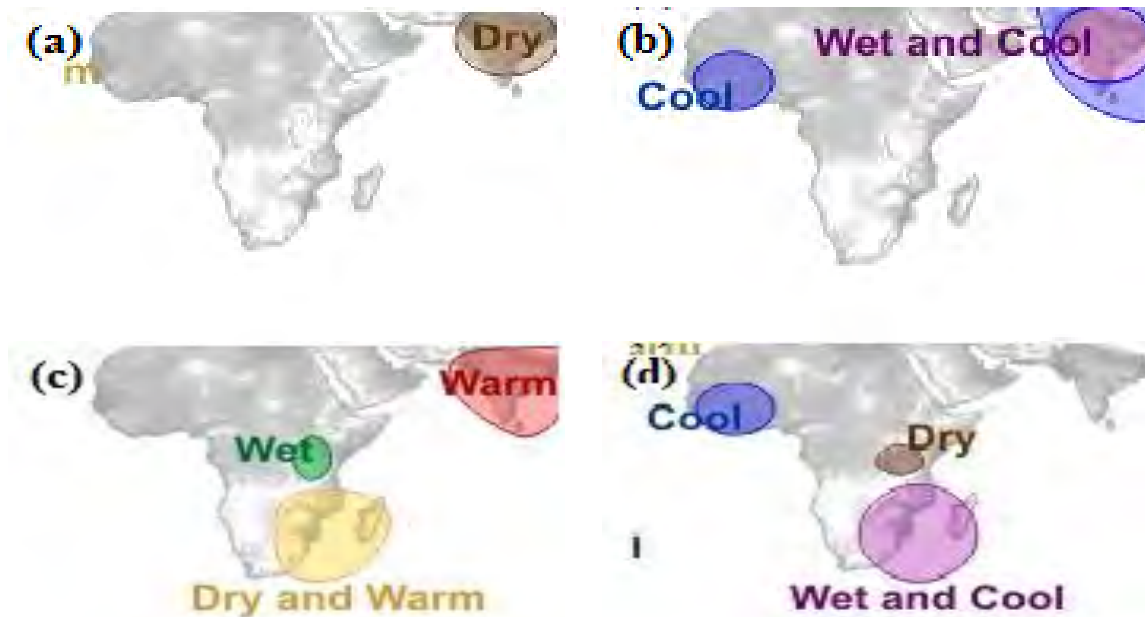 (a)
Dry
m
(b)
Wet and Cool
Cool
(c)
Warm
Wet
Dry and Warm
(d)
Cool
Dry
Wet and Cool